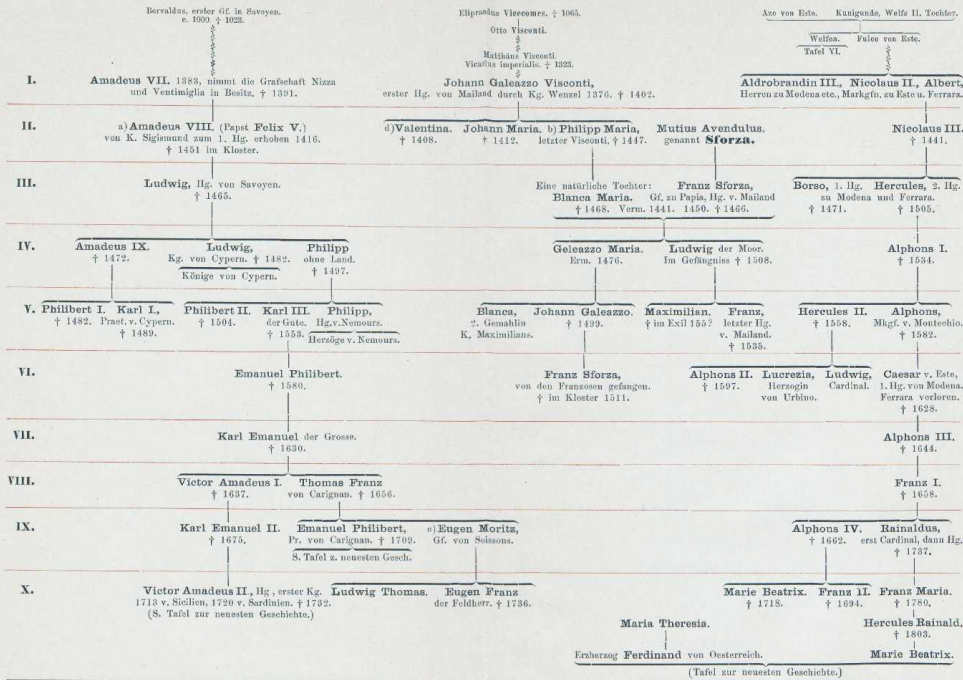 Bervaldus, erster Gf. in Savoyen.
c. 1000. † 1023.
Eliprandus Vicecomes. † 1065.
Otto Visconti.
Matthäus Visconti.
Vicarius imperialis. † 1323.
Azo von Este. Kunigunde, Welfs II. Tochter.
Welfen. Fulco von Este.
Tafel VI.
I. Amadeus VII. 1383, nimmt die Grafschaft Nizza
und Ventimiglia in Besitz, † 1391.
Johann Galeazzo Visconti,
erster Hg. von Mailand durch Kg. Wenzel 1376. † 1402.
Aldrobrandin III., Nicolaus II., Albert,
Herren zu Modena etc., Markgfn. zu Este u. Ferrara.
II. a) Amadeus VIII. (Papst Felix V.)
von K. Sigismund zum 1. Hg. erhoben 1416.
† 1451 im Kloster.
d) Valentina. Johann Maria. b) Philipp Maria,
† 1408. † 1412. letzter Visconti. † 1447.
Mutius Avendulus.
genannt Sforza.
Nicolaus III.
† 1441.
III. Ludwig, Hg. von Savoyen.
† 1465.
Eine natürliche Tochter: Franz Sforza,
Blanca Maria. Gf. zu Papia, Hg. v. Mailand
† 1468. Verm. 1441. 1450. † 1466.
Borso, 1. Hg. Hercules, 2. Hg.
zu Modena und Ferrara.
† 1471. † 1505.
IV. Amadeus IX. Ludwig, Philipp
† 1472. Kg. von Cypern. † 1482. ohne Land.
Könige von Cypern. † 1497.
Geleazzo Maria. Ludwig der Moor.
Erm. 1476. Im Gefängniss † 1508.
Alphons I.
† 1534.
V. Philibert I. Karl I., Philibert II. Karl III. Philipp,
† 1482. Praet. v. Cypern. † 1504. der Gute. Hg. v. Nemours.
† 1489. † 1553. Herzöge v. Nemours.
Blanca, Johann Galeazzo. Maximilian. Franz,
2. Gemahlin † 1499. † im Exil 155? letzter Hg.
K. Maximilians. v. Mailand.
† 1535.
Hercules II. Alphons,
† 1558. Mkgf. v. Montechio.
† 1582.
VI. Emanuel Philibert.
† 1580.
Franz Sforza,
von den Franzosen gefangen.
† im Kloster 1511.
Alphons II. Lucrezia, Ludwig, Caesar v. Este,
† 1597. Herzogin Cardinal. 1. Hg. von Modena.
von Urbino. Ferrara verloren.
† 1628.
VII. Karl Emanuel der Grosse.
† 1630.
Alphons III.
† 1644.
VIII. Victor Amadeus I. Thomas Franz
† 1637. von Carignan. † 1656.
Franz I.
† 1658.
IX. Karl Emanuel II. Emanuel Philibert, c) Eugen Moritz,
† 1675. Pr. von Carignan. † 1709. Gf. von Soissons.
S. Tafel z. neuesten Gesch.
Alphons IV. Rainaldus,
† 1662. erst Cardinal, dann Hg.
† 1737.
X. Victor Amadeus II., Hg, erster Kg. Ludwig Thomas. Eugen Franz
1713 v. Sicilien, 1720 v. Sardinien. † 1732. der Feldherr. † 1736.
(S. Tafel zur neuesten Geschichte.)
Marie Beatrix. Franz II. Franz Maria.
† 1718. † 1694. † 1780.
Maria Theresia. Hercules Rainald.
† 1803.
Erzherzog Ferdinand von Oesterreich. Marie Beatrix.
(Tafel zur neuesten Geschichte.)